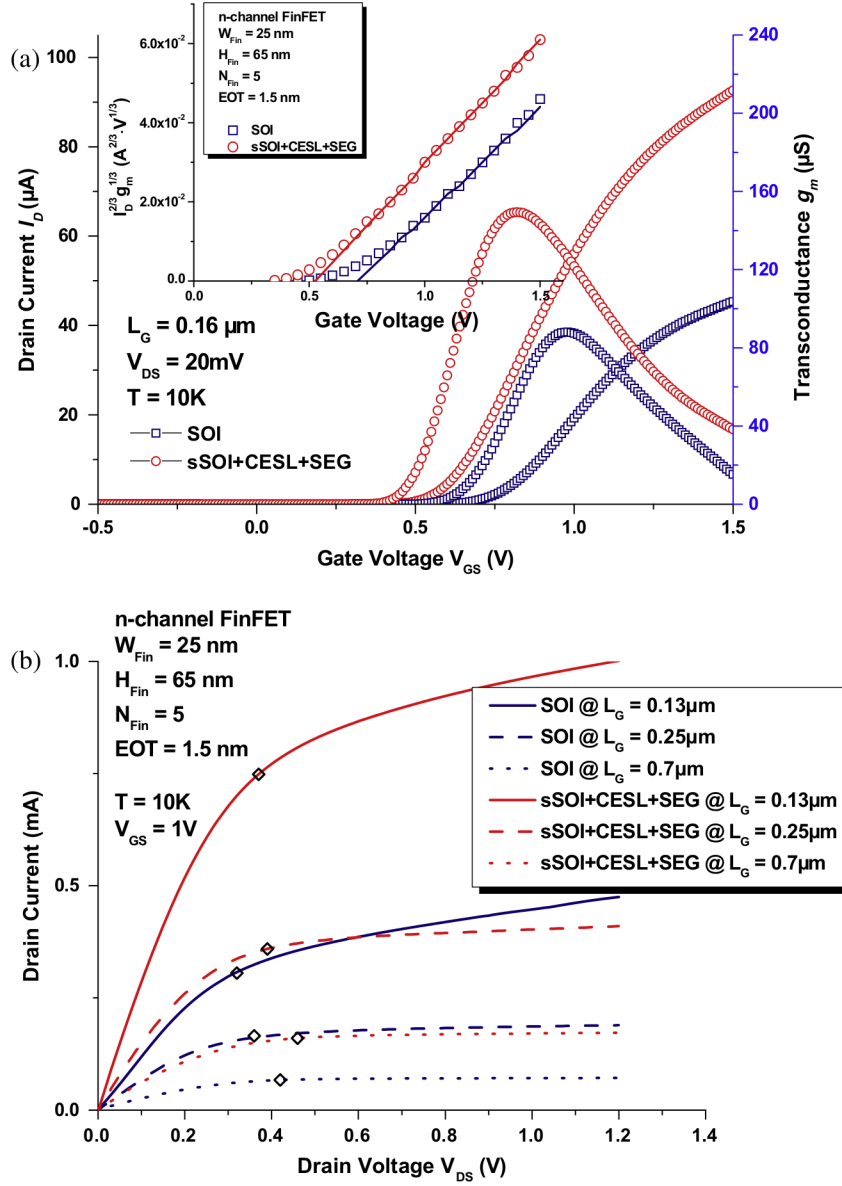 (a)
n-channel FinFET
W_Fin = 25 nm
H_Fin = 65 nm
N_Fin = 5
EOT = 1.5 nm
SOI
sSOI+CESL+SEG
I_D^2/3 g_m^1/3 (A^2/3·V^1/3)
6.0x10^-2
4.0x10^-2
2.0x10^-2
0.0
0.0 0.5 1.0 1.5
Gate Voltage (V)
Drain Current I_D (µA)
100
80
60
40
20
0
L_G = 0.16 µm
V_DS = 20mV
T = 10K
SOI
sSOI+CESL+SEG
Transconductance g_m (µS)
240
200
160
120
80
40
0
-0.5 0.0 0.5 1.0 1.5
Gate Voltage V_GS (V)
(b)
n-channel FinFET
W_Fin = 25 nm
H_Fin = 65 nm
N_Fin = 5
EOT = 1.5 nm
T = 10K
V_GS = 1V
SOI @ L_G = 0.13µm
SOI @ L_G = 0.25µm
SOI @ L_G = 0.7µm
sSOI+CESL+SEG @ L_G = 0.13µm
sSOI+CESL+SEG @ L_G = 0.25µm
sSOI+CESL+SEG @ L_G = 0.7µm
Drain Current (mA)
1.0
0.5
0.0
0.0 0.2 0.4 0.6 0.8 1.0 1.2 1.4
Drain Voltage V_DS (V)